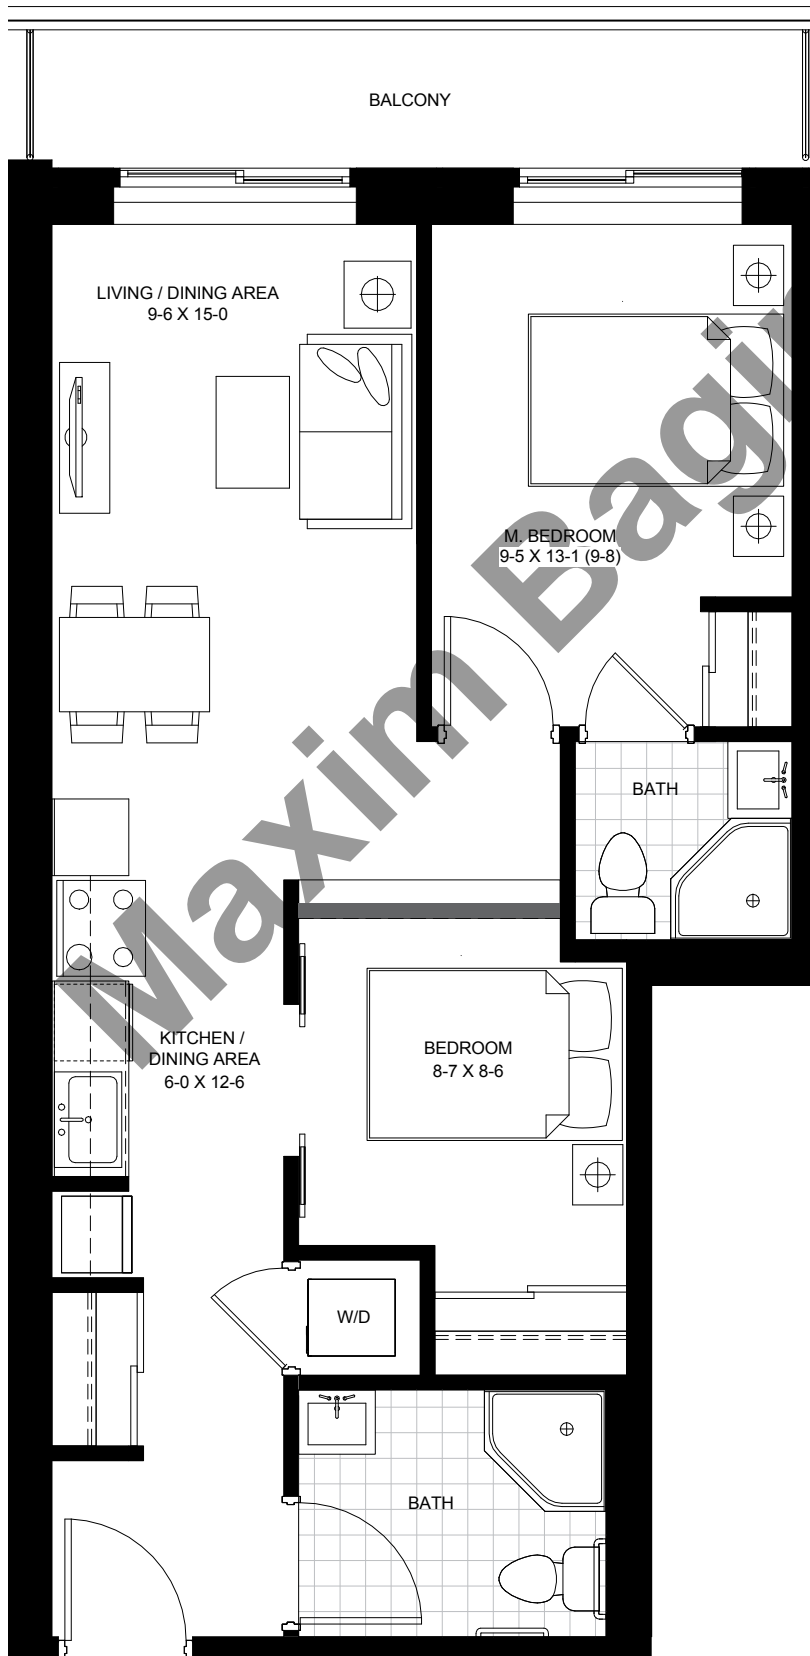 BALCONY
LIVING / DINING AREA
9-6 X 15-0
M. BEDROOM
9-5 X 13-1 (9-8)
BATH
KITCHEN /
DINING AREA
6-0 X 12-6
BEDROOM
8-7 X 8-6
W/D
BATH
Maxim